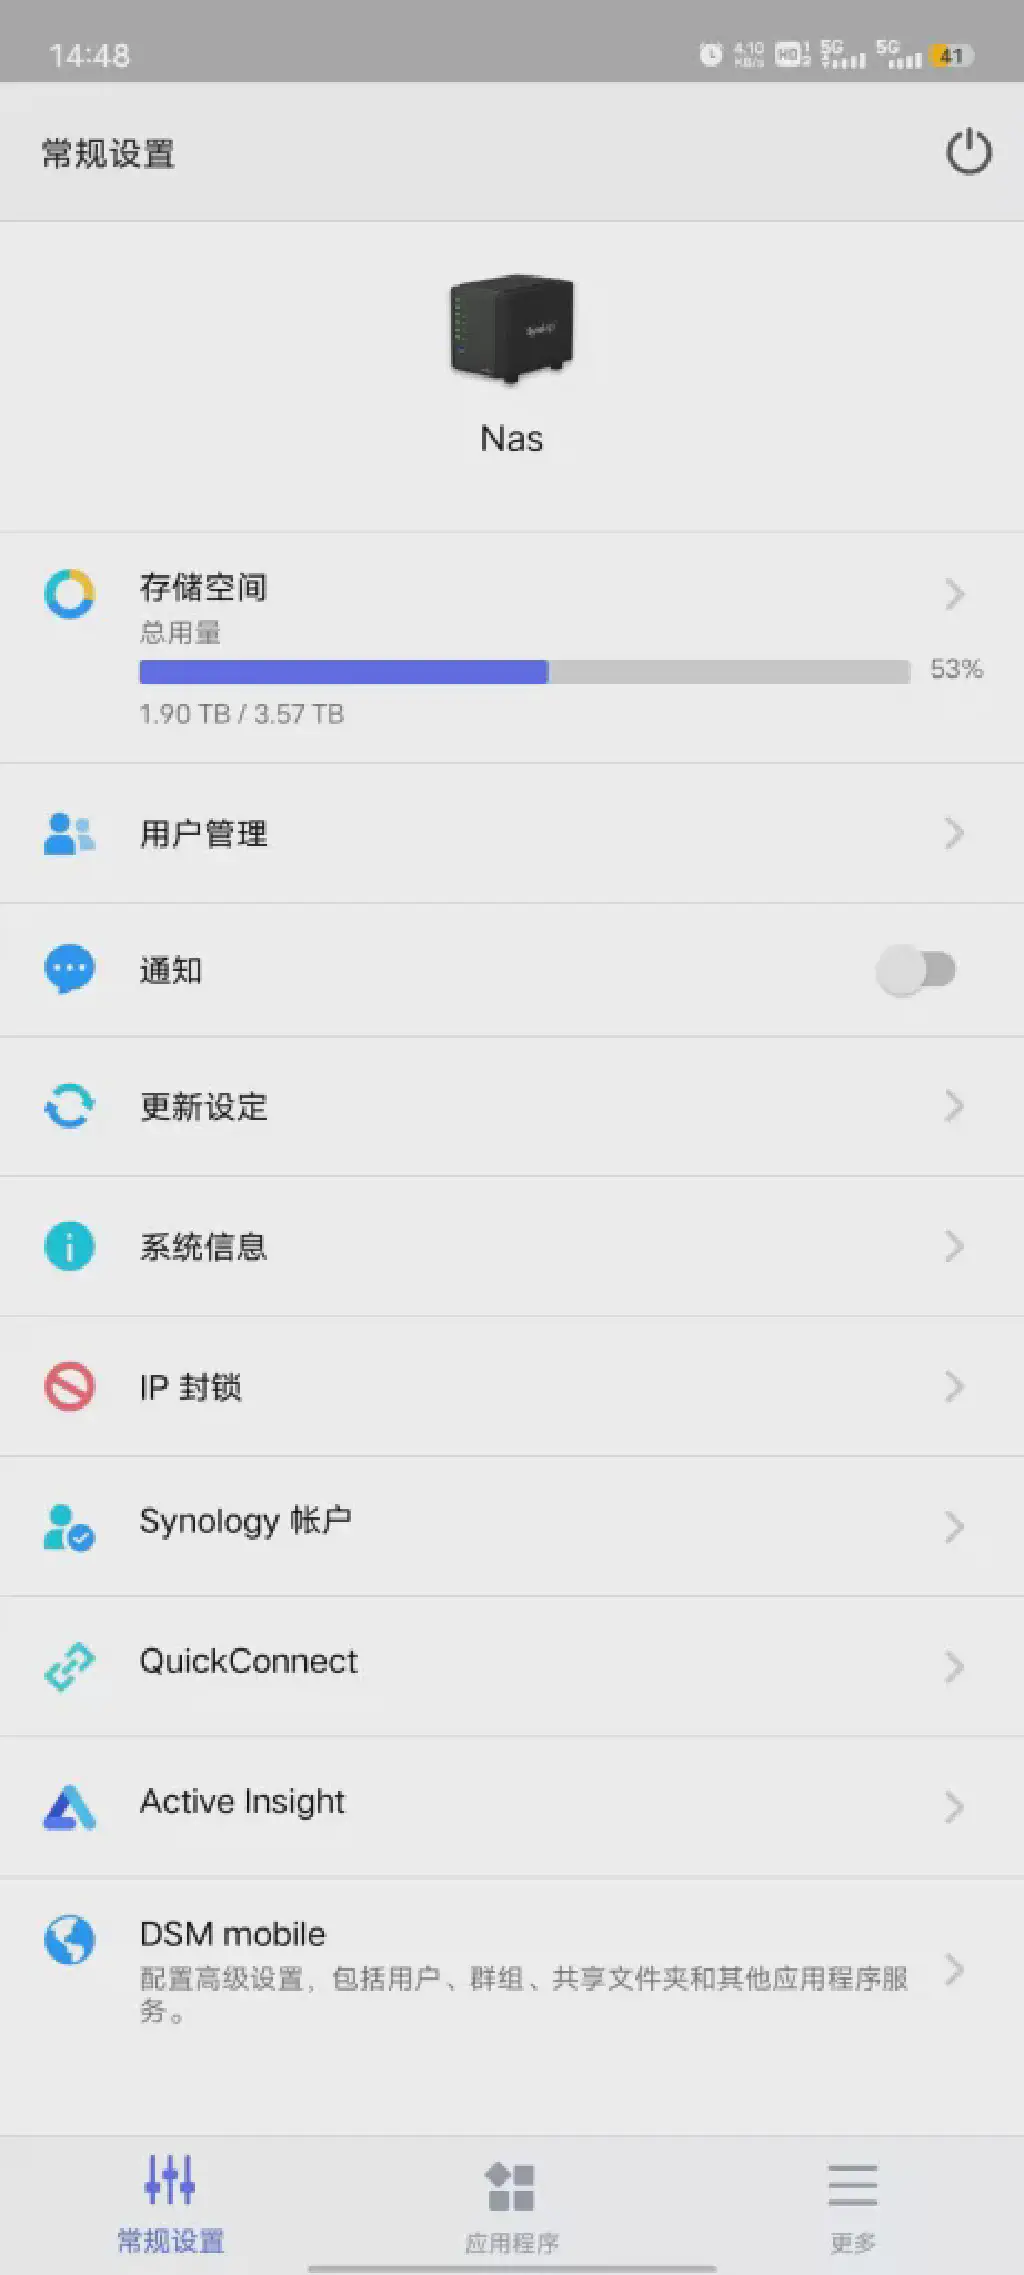 14:48
4.10 KB/s HD 1 2 5G 5G 41
常规设置
Synology
Nas
存储空间
总用量
53%
1.90 TB / 3.57 TB
用户管理
通知
更新设定
系统信息
IP 封锁
Synology 帐户
QuickConnect
Active Insight
DSM mobile
配置高级设置，包括用户、群组、共享文件夹和其他应用程序服
务。
常规设置 应用程序 更多